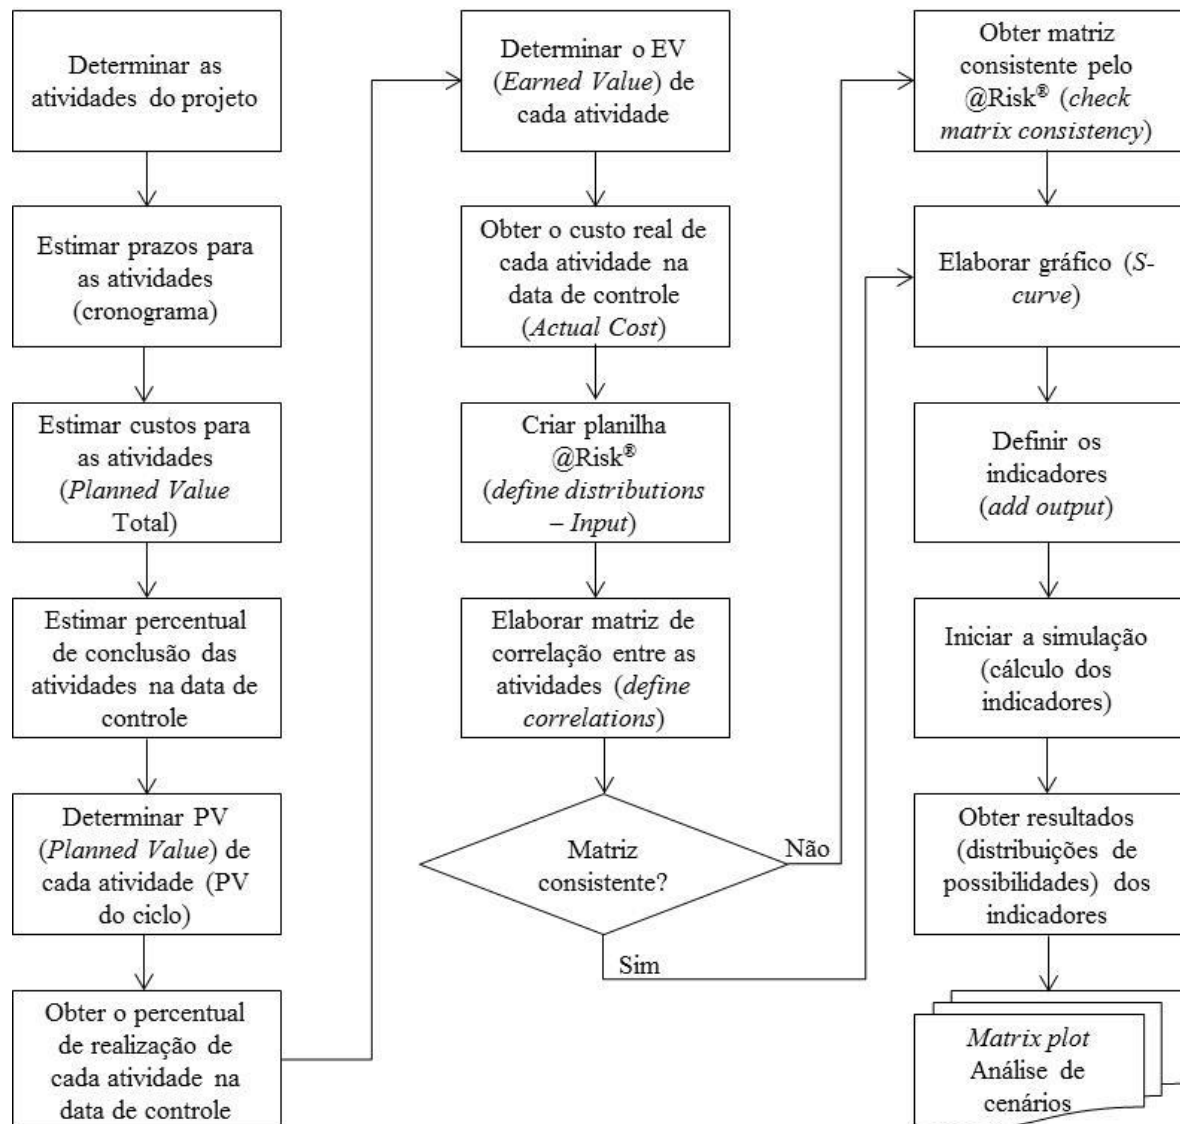 Determinar as
atividades do projeto
Estimar prazos para
as atividades
(cronograma)
Estimar custos para
as atividades
(Planned Value
Total)
Estimar percentual
de conclusão das
atividades na data de
controle
Determinar PV
(Planned Value) de
cada atividade (PV
do ciclo)
Obter o percentual
de realização de
cada atividade na
data de controle
Determinar o EV
(Earned Value) de
cada atividade
Obter o custo real de
cada atividade na
data de controle
(Actual Cost)
Criar planilha
@Risk®
(define distributions
– Input)
Elaborar matriz de
correlação entre as
atividades (define
correlations)
Matriz
consistente?
Não
Sim
Obter matriz
consistente pelo
@Risk® (check
matrix consistency)
Elaborar gráfico (S-
curve)
Definir os
indicadores
(add output)
Iniciar a simulação
(cálculo dos
indicadores)
Obter resultados
(distribuições de
possibilidades) dos
indicadores
Matrix plot
Análise de
cenários